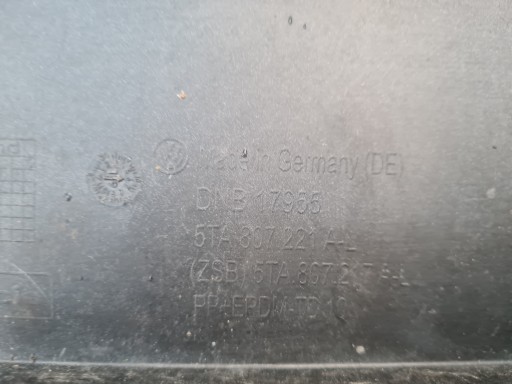 Made in Germany (DE)
DNB 17955
5TA 807 221 A-L
(ZSB) 5TA 807 217 A-L
PP+EPDM-TD10